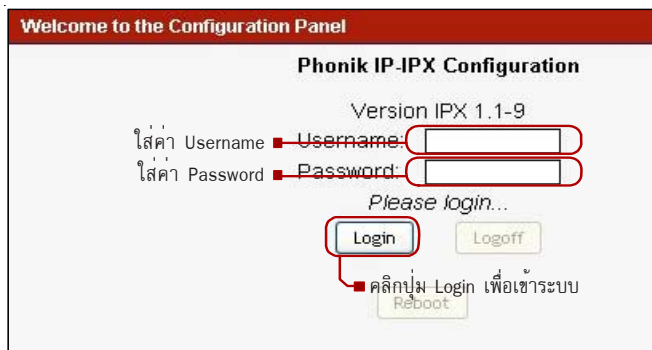 Welcome to the Configuration Panel
Phonik IP-IPX Configuration
Version IPX 1.1-9
ใส่ค่า Username Username:
ใส่ค่า Password Password:
Please login...
Login Logoff
คลิกปุ่ม Login เพื่อเข้าระบบ
Reboot